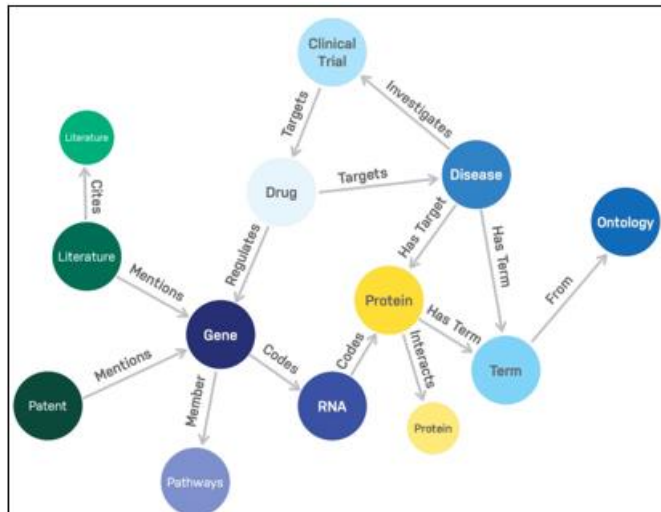 Clinical
Trial
Investigates
Targets
Literature
Cites
Drug
Targets
Disease
Ontology
Has Target
Has Term
From
Literature
Mentions
Regulates
Protein
Has Term
Gene
Codes
Codes
Interacts
Term
Mentions
Patent
Member
RNA
Protein
Pathways